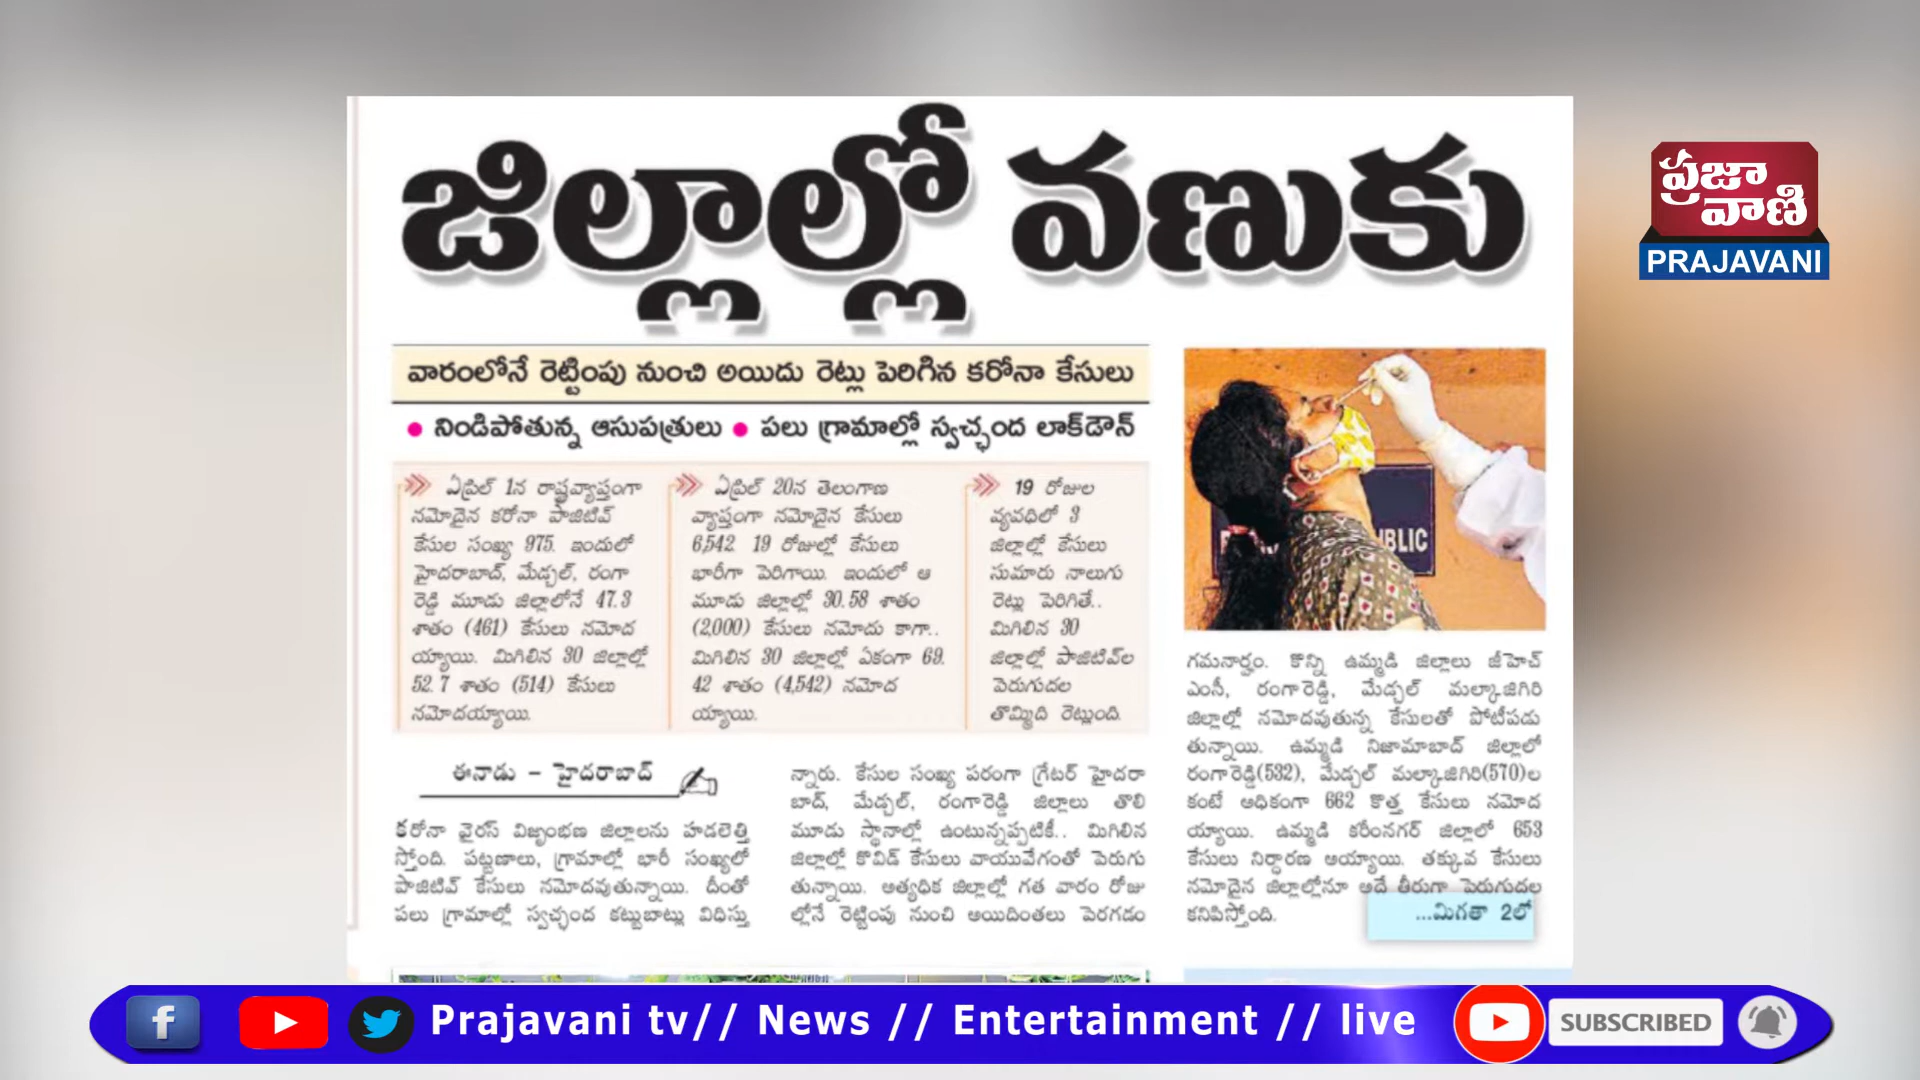 జిల్లాల్లో వణుకు
ప్రజా
వాణి
PRAJAVANI
వారంలోనే రెట్టింపు నుంచి అయిదు రెట్లు పెరిగిన కరోనా కేసులు
● నిండిపోతున్న ఆసుపత్రులు ● పలు గ్రామాల్లో స్వచ్ఛంద లాక్‌డౌన్
ఏప్రిల్ 1న రాష్ట్రవ్యాప్తంగా
నమోదైన కరోనా పాజిటివ్
కేసుల సంఖ్య 975. ఇందులో
హైదరాబాద్, మేడ్చల్, రంగా
రెడ్డి మూడు జిల్లాలోనే 47.3
శాతం (461) కేసులు నమోద
య్యాయి. మిగిలిన 30 జిల్లాల్లో
52.7 శాతం (514) కేసులు
నమోదయ్యాయి.
ఏప్రిల్ 20న తెలంగాణ
వ్యాప్తంగా నమోదైన కేసులు
6,542. 19 రోజుల్లో కేసులు
భారీగా పెరిగాయి. ఇందులో ఆ
మూడు జిల్లాల్లో 30.58 శాతం
(2,000) కేసులు నమోదు కాగా..
మిగిలిన 30 జిల్లాల్లో ఏకంగా 69.
42 శాతం (4,542) నమోద
య్యాయి.
19 రోజుల
వ్యవధిలో 3
జిల్లాల్లో కేసులు
సుమారు నాలుగు
రెట్లు పెరిగితే..
మిగిలిన 30
జిల్లాల్లో పాజిటివ్‌ల
పెరుగుదల
తొమ్మిది రెట్లుంది.
BLIC
ఈనాడు - హైదరాబాద్
కరోనా వైరస్ విజృంభణ జిల్లాలను హడలెత్తి
స్తోంది. పట్టణాలు, గ్రామాల్లో భారీ సంఖ్యలో
పాజిటివ్ కేసులు నమోదవుతున్నాయి. దీంతో
పలు గ్రామాల్లో స్వచ్ఛంద కట్టుబాట్లు విధిస్తు
న్నారు. కేసుల సంఖ్య పరంగా గ్రేటర్ హైదరా
బాద్, మేడ్చల్, రంగారెడ్డి జిల్లాలు తొలి
మూడు స్థానాల్లో ఉంటున్నప్పటికీ.. మిగిలిన
జిల్లాల్లో కొవిడ్ కేసులు వాయువేగంతో పెరుగు
తున్నాయి. అత్యధిక జిల్లాల్లో గత వారం రోజు
ల్లోనే రెట్టింపు నుంచి అయిదింతలు పెరగడం
గమనార్హం. కొన్ని ఉమ్మడి జిల్లాలు జీహెచ్
ఎంసీ, రంగారెడ్డి, మేడ్చల్ మల్కాజిగిరి
జిల్లాల్లో నమోదవుతున్న కేసులతో పోటీపడు
తున్నాయి. ఉమ్మడి నిజామాబాద్ జిల్లాలో
రంగారెడ్డి(532), మేడ్చల్ మల్కాజిగిరి(570)ల
కంటే అధికంగా 662 కొత్త కేసులు నమోద
య్యాయి. ఉమ్మడి కరీంనగర్ జిల్లాలో 653
కేసులు నిర్ధారణ అయ్యాయి. తక్కువ కేసులు
నమోదైన జిల్లాల్లోనూ అదే తీరుగా పెరుగుదల
కనిపిస్తోంది.
...మిగతా 2లో
Prajavani tv// News // Entertainment // live
SUBSCRIBED